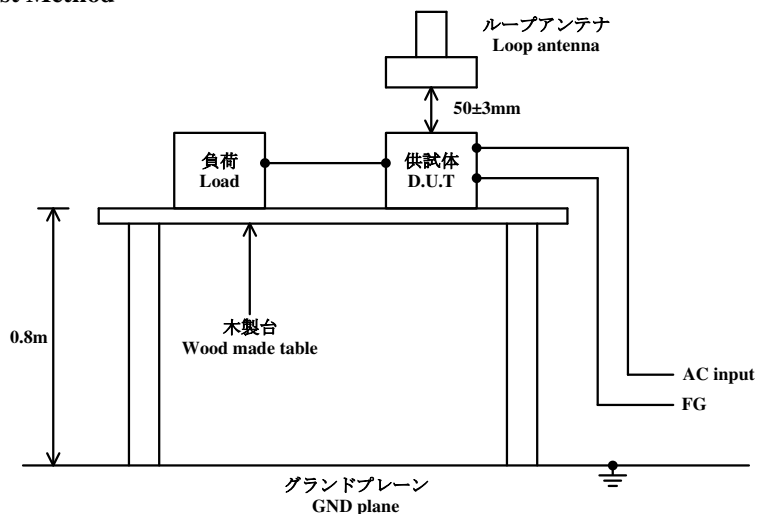 st Method
ループアンテナ
Loop antenna
50±3mm
負荷
Load
供試体
D.U.T
0.8m
木製台
Wood made table
AC input
FG
グランドプレーン
GND plane